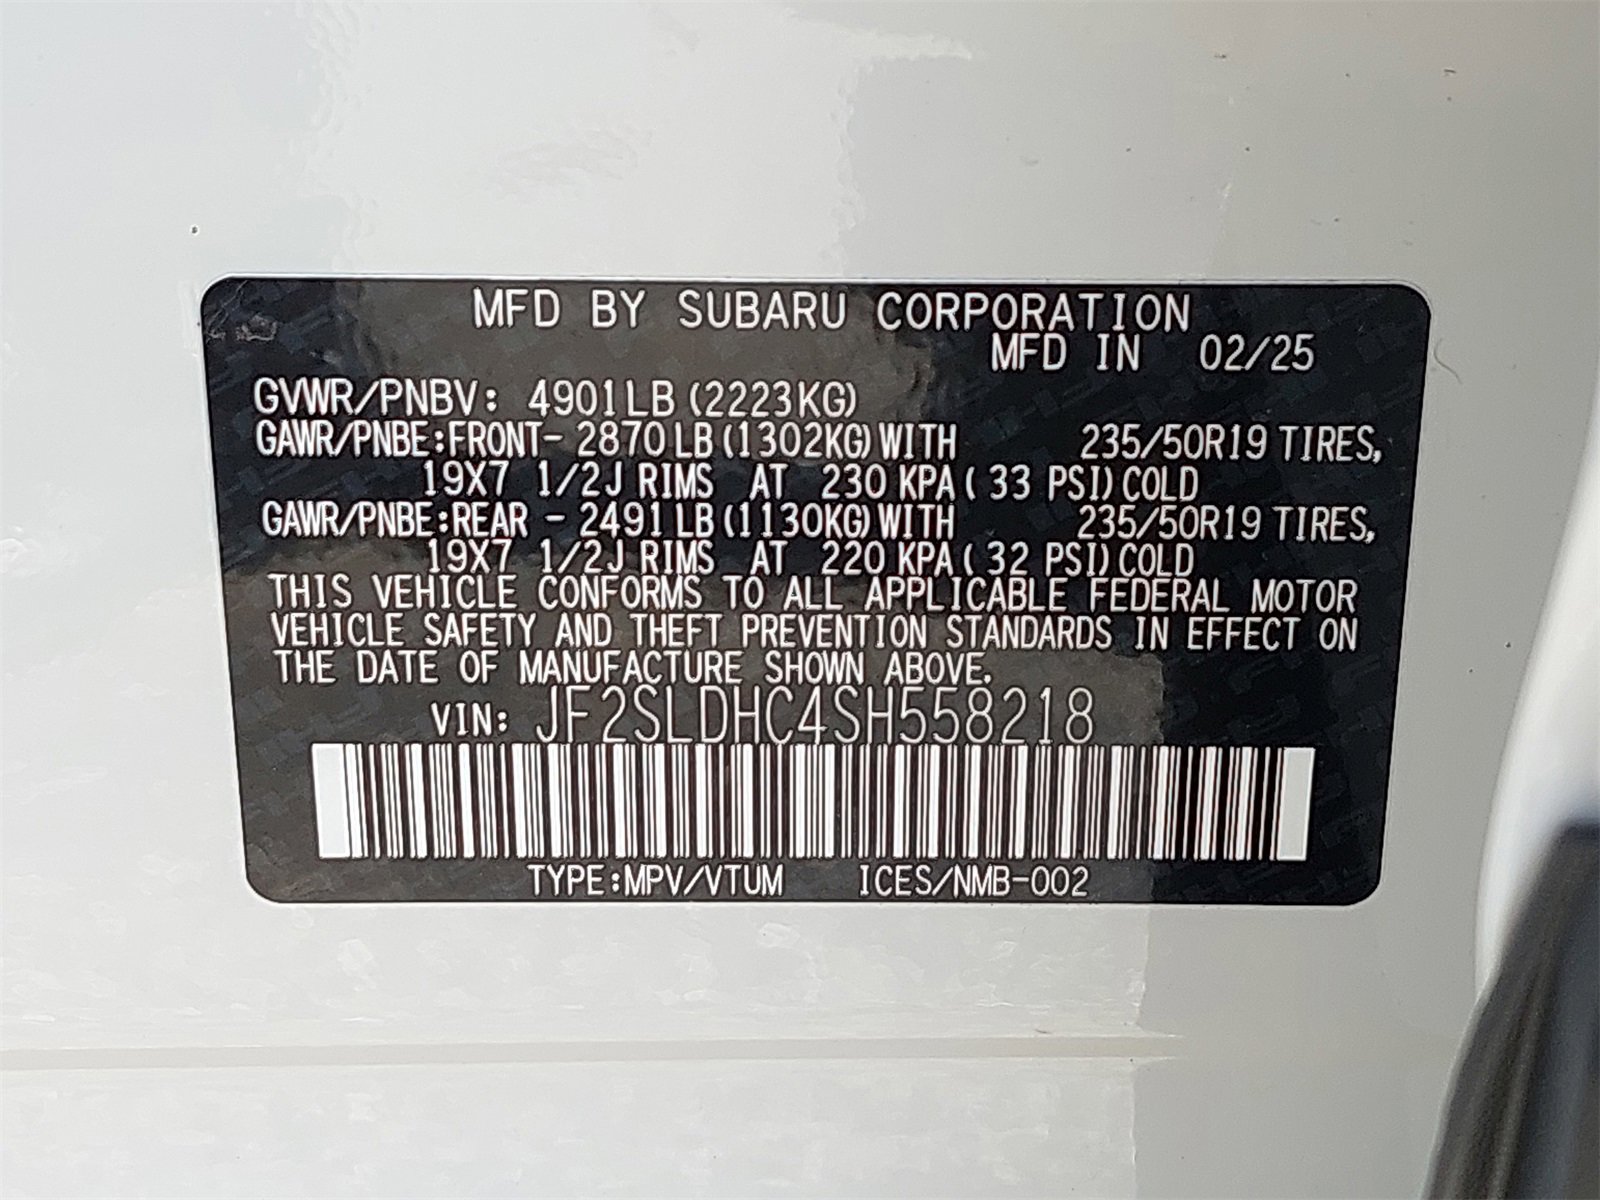 MFD BY SUBARU CORPORATION
MFD IN 02/25
GVWR/PNBV: 4901LB (2223KG)
GAWR/PNBE:FRONT- 2870LB (1302KG) WITH 235/50R19 TIRES,
19X7 1/2J RIMS AT 230 KPA ( 33 PSI) COLD
GAWR/PNBE:REAR - 2491LB (1130KG) WITH 235/50R19 TIRES,
19X7 1/2J RIMS AT 220 KPA ( 32 PSI) COLD
THIS VEHICLE CONFORMS TO ALL APPLICABLE FEDERAL MOTOR
VEHICLE SAFETY AND THEFT PREVENTION STANDARDS IN EFFECT ON
THE DATE OF MANUFACTURE SHOWN ABOVE.
VIN: JF2SLDHC4SH558218
TYPE:MPV/VTUM ICES/NMB-002